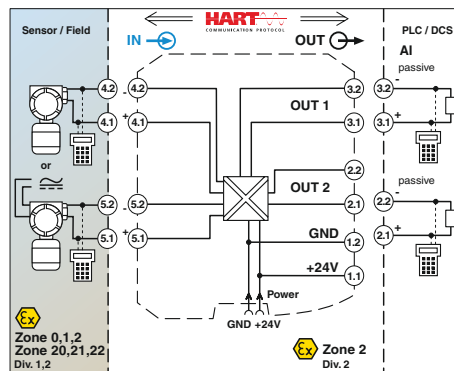 Sensor / Field
HART
COMMUNICATION PROTOCOL
PLC / DCS
IN
OUT
AI
passive
4.2
4.2
-
3.2
3.2
-
OUT 1
4.1
+
4.1
3.1
3.1
+
or
2.2
passive
5.2
5.2
-
OUT 2
2.1
2.2
-
5.1
+
5.1
GND
1.2
2.1
+
+24V
1.1
Power
GND +24V
Ex
Zone 0,1,2
Zone 20,21,22
Div. 1,2
Ex
Zone 2
Div. 2